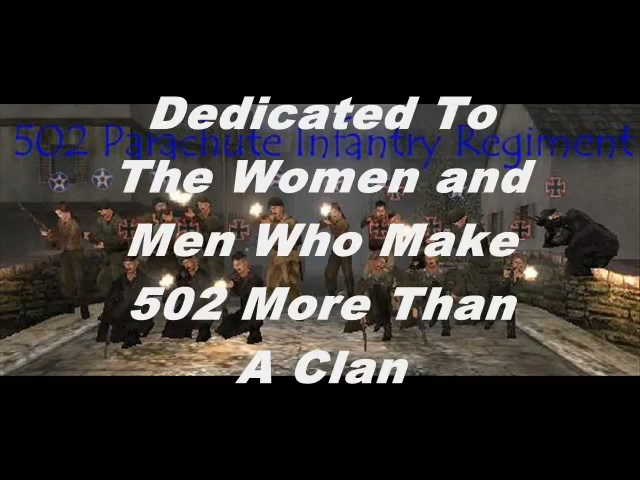 Dedicated To
502 Parachute Infantry Regiment
The Women and
Men Who Make
502 More Than
A Clan